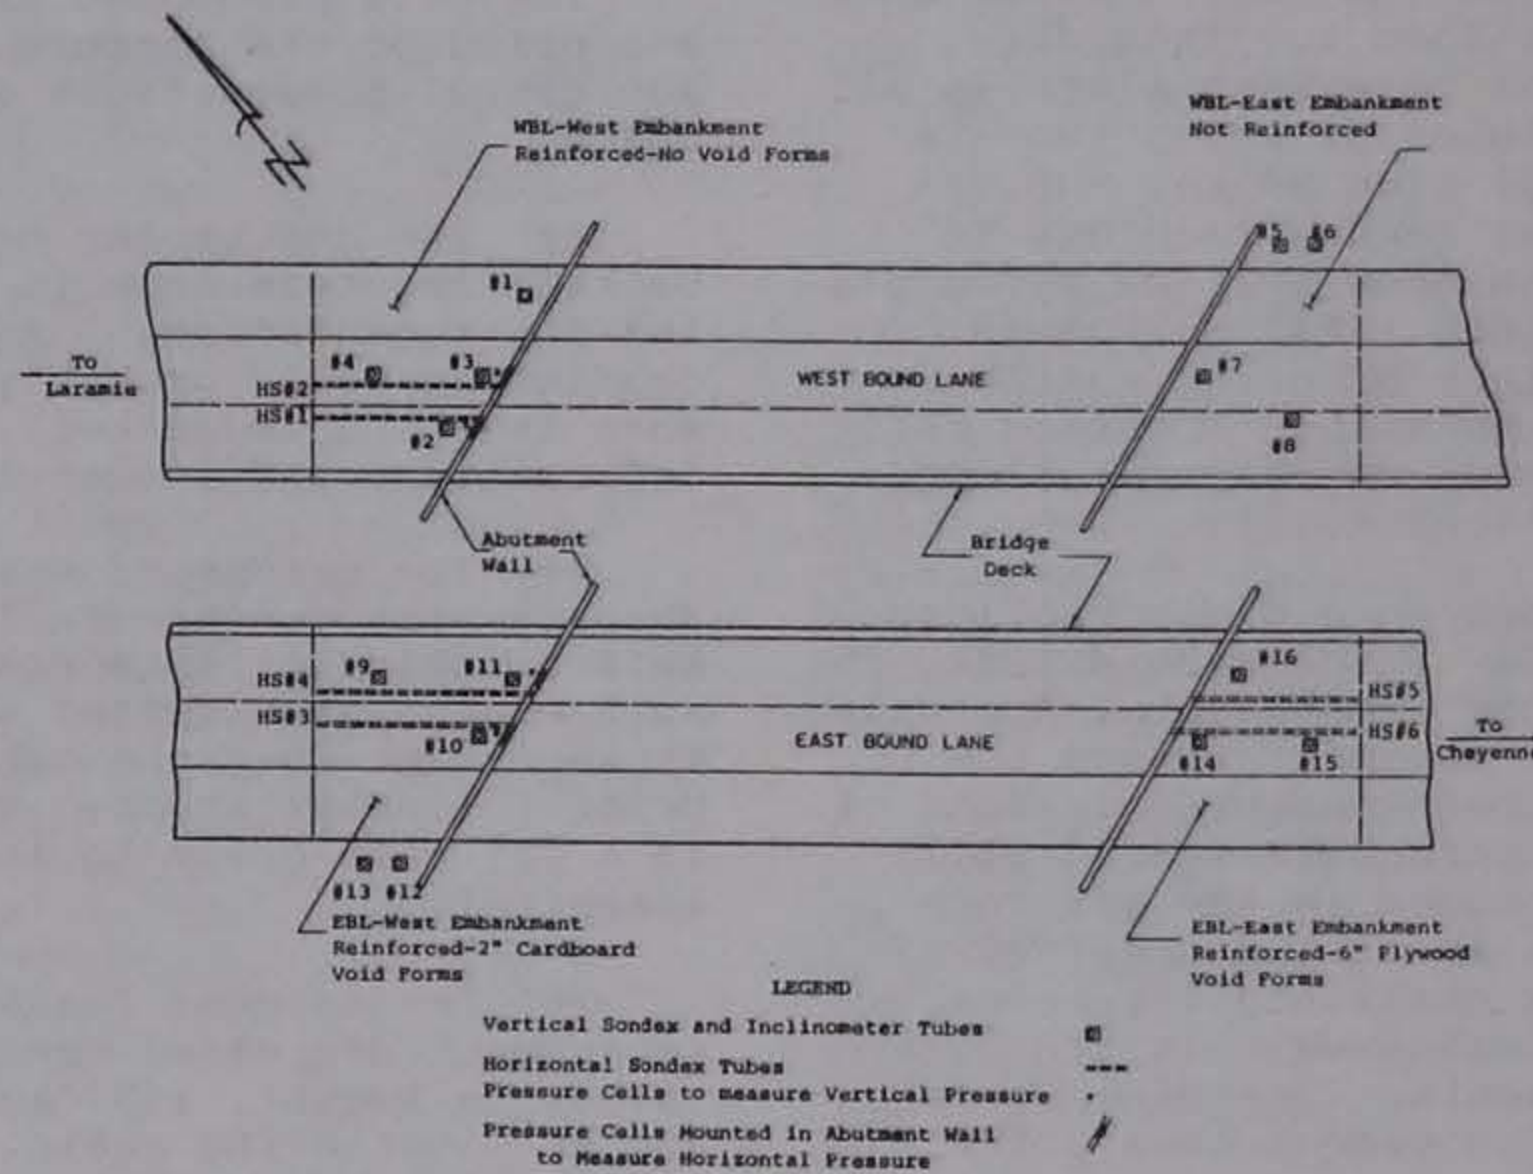 WBL-West Embankment
Reinforced-No Void Forms
WBL-East Embankment
Not Reinforced
#1
#5
#6
To
Laramie
#4
#3
HS#2
HS#1
#2
WEST BOUND LANE
#7
#8
Abutment
Wall
Bridge
Deck
#9
#11
HS#4
HS#3
#10
EAST BOUND LANE
#16
HS#5
HS#6
#14
#15
To
Cheyenne
#13
#12
EBL-West Embankment
Reinforced-2" Cardboard
Void Forms
EBL-East Embankment
Reinforced-6" Plywood
Void Forms
LEGEND
Vertical Sondex and Inclinometer Tubes
Horizontal Sondex Tubes
Pressure Cells to measure Vertical Pressure
Pressure Cells Mounted in Abutment Wall
to Measure Horizontal Pressure